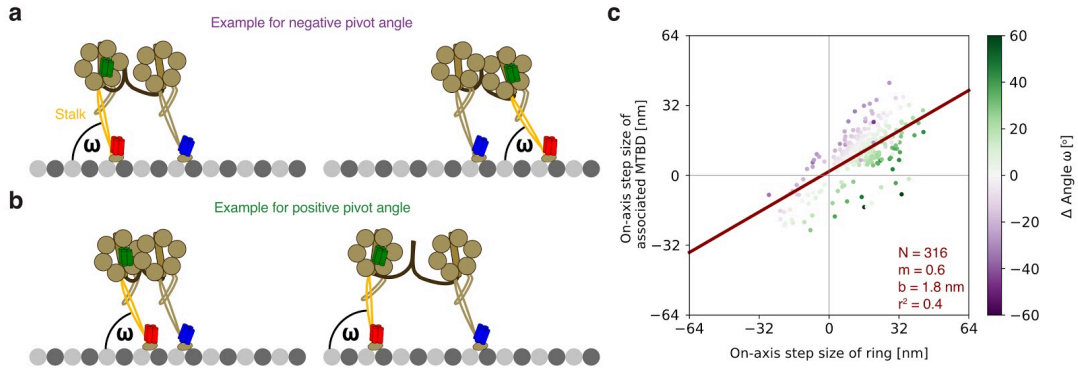 a
Example for negative pivot angle
Stalk
ω
ω
b
Example for positive pivot angle
ω
ω
c
On-axis step size of
associated MTBD [nm]
64
32
0
−32
−64
−64
−32
0
32
64
On-axis step size of ring [nm]
N = 316
m = 0.6
b = 1.8 nm
r² = 0.4
60
40
20
0
−20
−40
−60
Δ Angle ω [°]